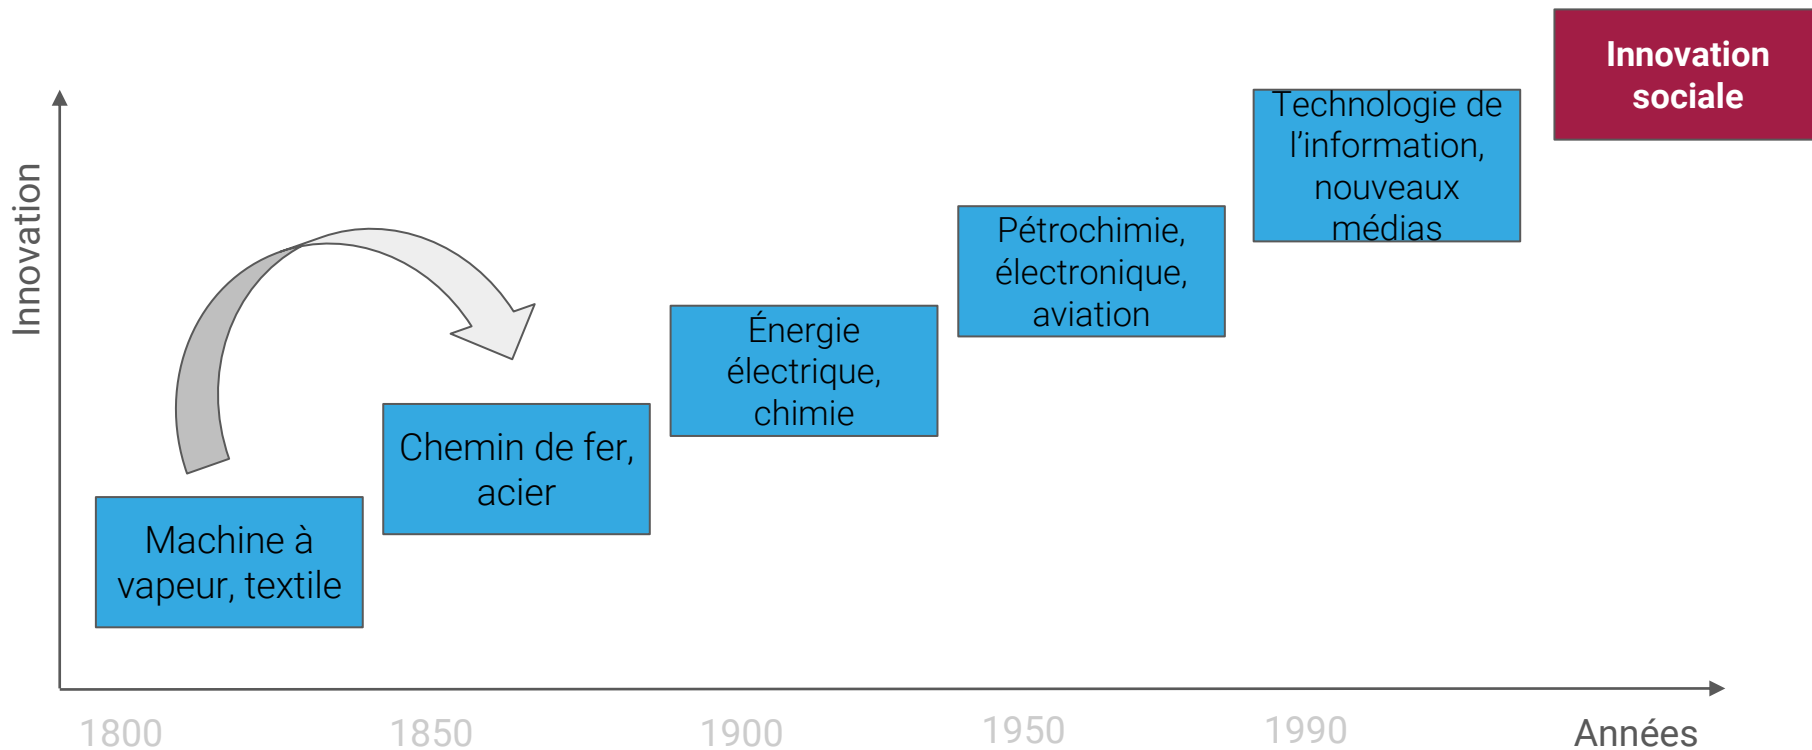 Innovation
sociale
Technologie de
l'information,
nouveaux
médias
Pétrochimie,
électronique,
aviation
Énergie
électrique,
chimie
Chemin de fer,
acier
Machine à
vapeur, textile
Innovation
1800
1850
1900
1950
1990
Années